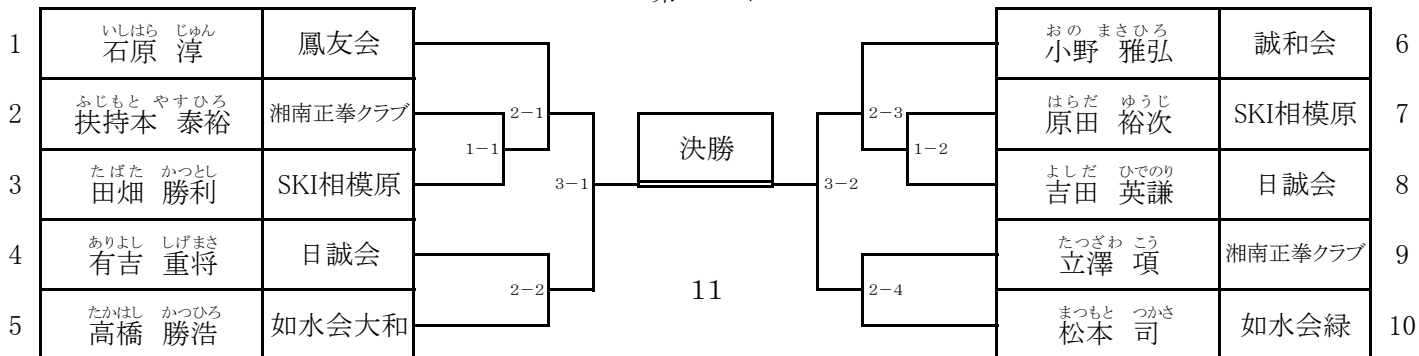 1 いしはら じゅん 石原 淳 鳳友会
2 ふじもと やすひろ 扶持本 泰裕 湘南正拳クラブ
3 たばた かつとし 田畑 勝利 SKI相模原
4 ありよし しげまさ 有吉 重将 日誠会
5 たかはし かつひろ 高橋 勝浩 如水会大和
2-1
1-1
3-1
2-2
決勝
11
2-3
1-2
3-2
2-4
おの まさひろ 小野 雅弘 誠和会 6
はらだ ゆうじ 原田 裕次 SKI相模原 7
よしだ ひでのり 吉田 英謙 日誠会 8
たつざわ こう 立澤 項 湘南正拳クラブ 9
まつもと つかさ 松本 司 如水会緑 10